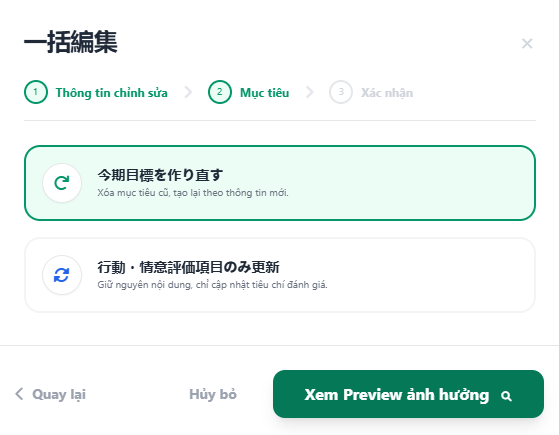 一括編集
×
1 Thông tin chỉnh sửa 2 Mục tiêu 3 Xác nhận
今期目標を作り直す
Xóa mục tiêu cũ, tạo lại theo thông tin mới.
行動・情意評価項目のみ更新
Giữ nguyên nội dung, chỉ cập nhật tiêu chí đánh giá.
Quay lại Hủy bỏ Xem Preview ảnh hưởng